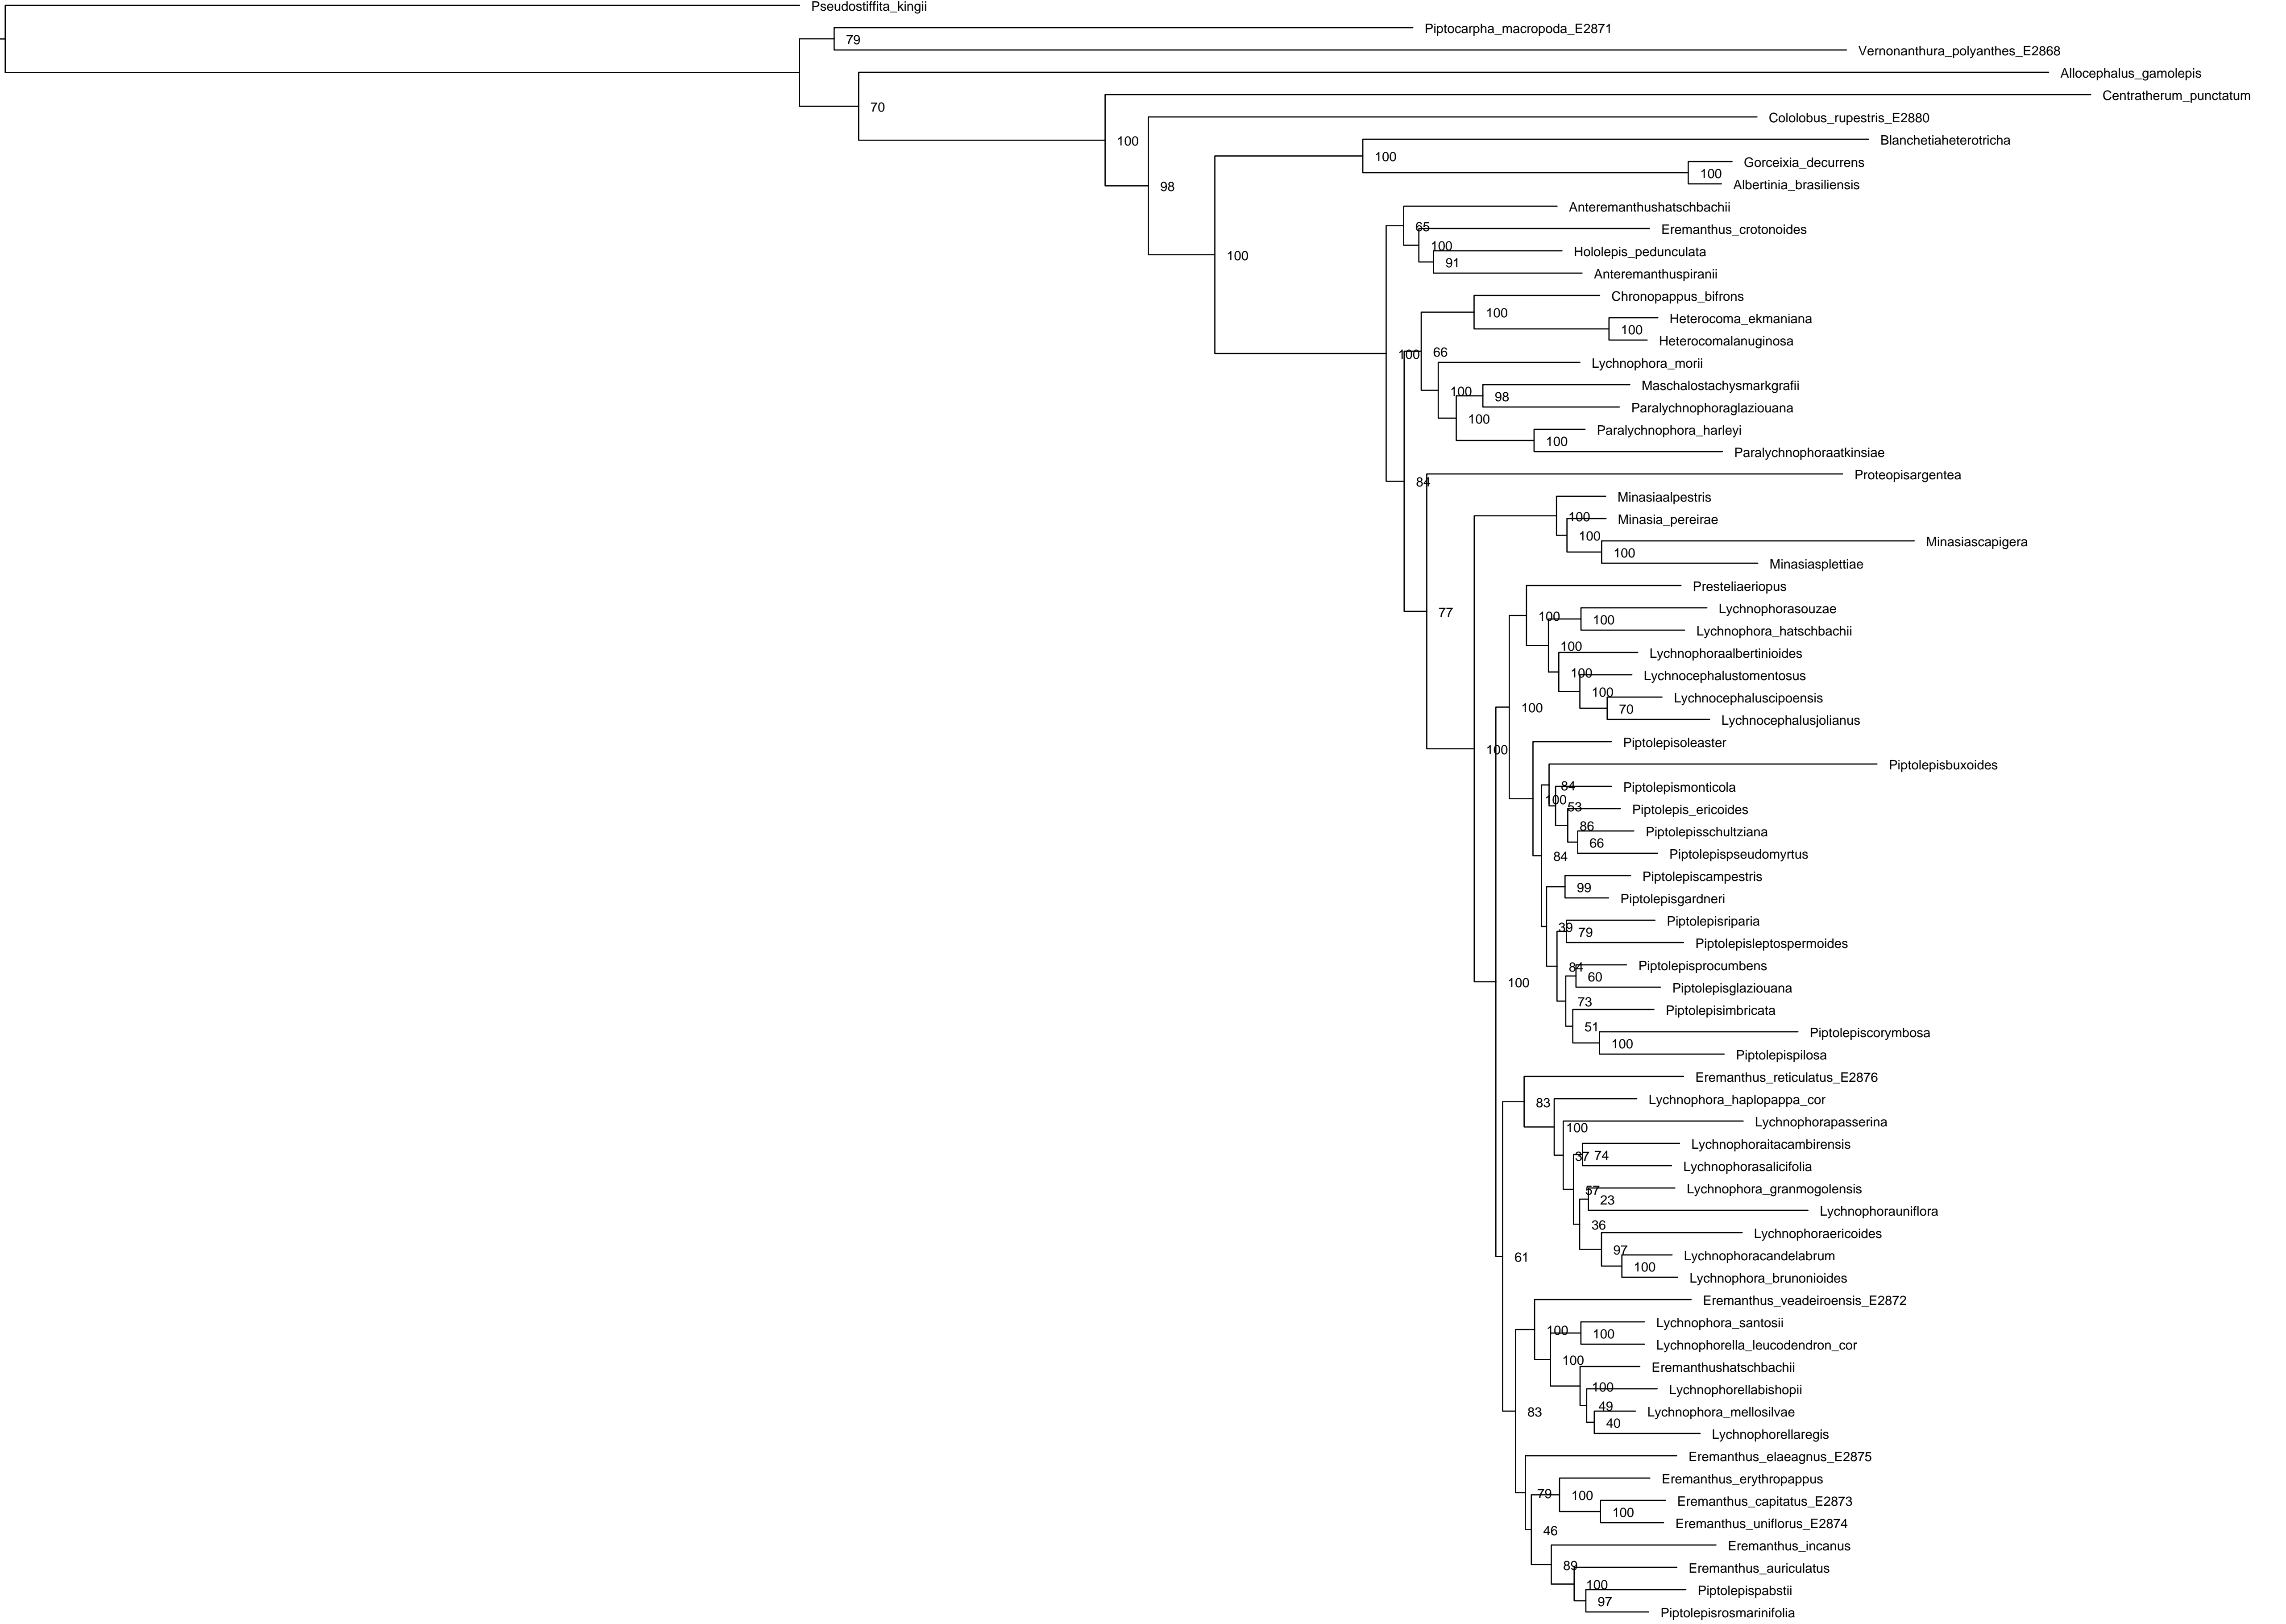 Pseudostiffita_kingii
Piptocarpha_macropoda_E2871
79
Vernonanthura_polyanthes_E2868
Allocephalus_gamolepis
70
Centratherum_punctatum
100
Cololobus_rupestris_E2880
98
Blanchetiaheterotricha
100
Gorceixia_decurrens
100
Albertinia_brasiliensis
100
Anteremanthushatschbachii
65
Eremanthus_crotonoides
100
Hololepis_pedunculata
91
Anteremanthuspiranii
100
Chronopappus_bifrons
100
Heterocoma_ekmaniana
100
Heterocomalanuginosa
66
Lychnophora_morii
100
Maschalostachysmarkgrafii
98
Paralychnophoraglaziouana
100
Paralychnophora_harleyi
100
Paralychnophoraatkinsiae
84
Proteopisargentea
77
Minasiaalpestris
100
Minasia_pereirae
100
Minasiascapigera
100
Minasiasplettiae
100
Presteliaeriopus
100
Lychnophorasouzae
100
Lychnophora_hatschbachii
100
Lychnophoraalbertinioides
100
Lychnocephalustomentosus
100
Lychnocephaluscipoensis
70
Lychnocephalusjolianus
100
Piptolepisoleaster
100
Piptolepisbuxoides
84
Piptolepismonticola
53
Piptolepis_ericoides
86
Piptolepisschultziana
66
Piptolepispseudomyrtus
84
Piptolepiscampestris
99
Piptolepisgardneri
39
Piptolepisriparia
79
Piptolepisleptospermoides
84
Piptolepisprocumbens
60
Piptolepisglaziouana
73
Piptolepisimbricata
51
Piptolepiscorymbosa
100
Piptolepispilosa
100
Eremanthus_reticulatus_E2876
83
Lychnophora_haplopappa_cor
100
Lychnophorapasserina
37
Lychnophoraitacambirensis
74
Lychnophorasalicifolia
57
Lychnophora_granmogolensis
23
Lychnophorauniflora
36
Lychnophoraericoides
97
Lychnophoracandelabrum
100
Lychnophora_brunonioides
61
Eremanthus_veadeiroensis_E2872
100
Lychnophora_santosii
100
Lychnophorella_leucodendron_cor
100
Eremanthushatschbachii
100
Lychnophorellabishopii
49
Lychnophora_mellosilvae
40
Lychnophorellaregis
83
Eremanthus_elaeagnus_E2875
79
Eremanthus_erythropappus
100
Eremanthus_capitatus_E2873
100
Eremanthus_uniflorus_E2874
46
Eremanthus_incanus
89
Eremanthus_auriculatus
100
Piptolepispabstii
97
Piptolepisrosmarinifolia